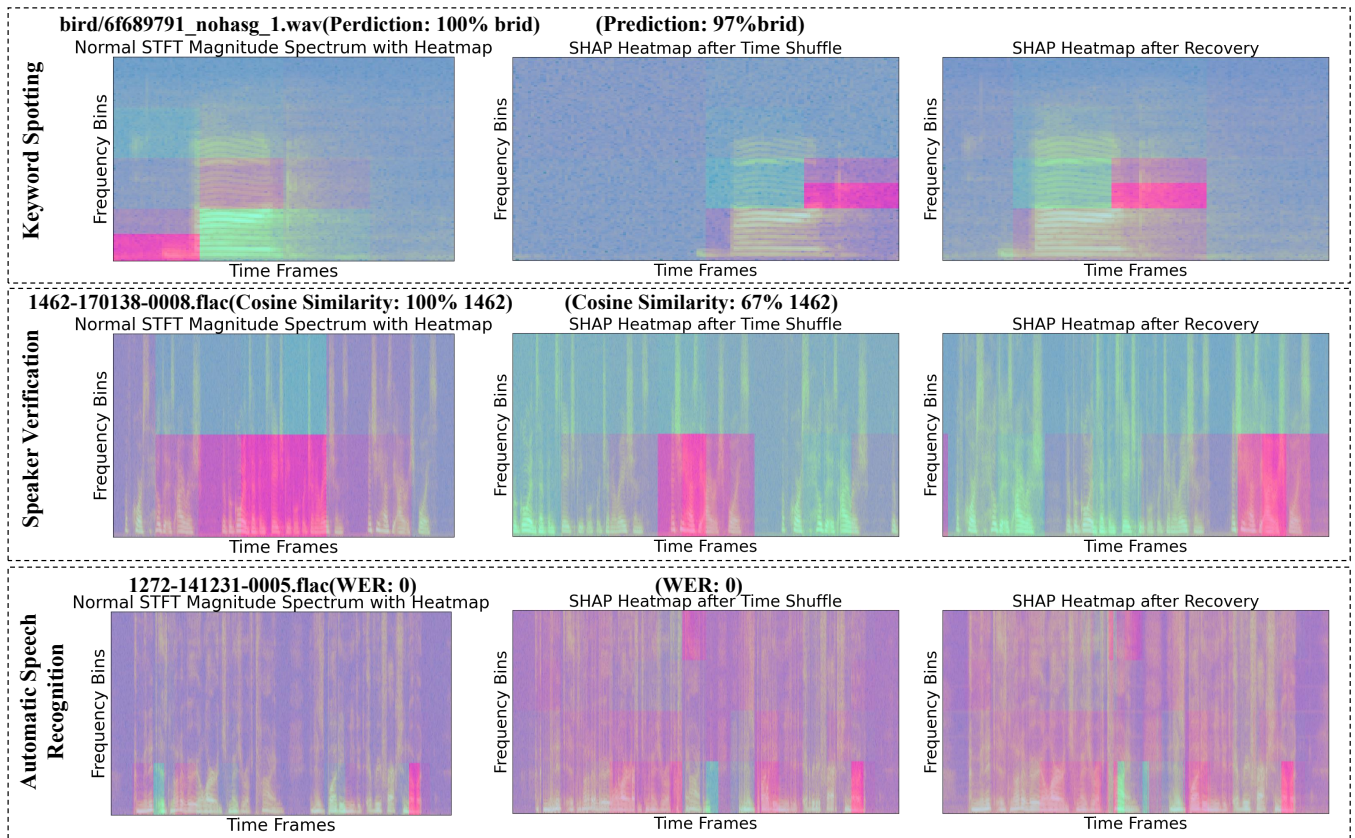 bird/6f689791_nohasg_1.wav(Perdiction: 100% brid)
(Prediction: 97%brid)
Keyword Spotting
Normal STFT Magnitude Spectrum with Heatmap
SHAP Heatmap after Time Shuffle
SHAP Heatmap after Recovery
Frequency Bins
Frequency Bins
Frequency Bins
Time Frames
Time Frames
Time Frames
1462-170138-0008.flac(Cosine Similarity: 100% 1462)
(Cosine Similarity: 67% 1462)
Speaker Verification
Normal STFT Magnitude Spectrum with Heatmap
SHAP Heatmap after Time Shuffle
SHAP Heatmap after Recovery
Frequency Bins
Frequency Bins
Frequency Bins
Time Frames
Time Frames
Time Frames
1272-141231-0005.flac(WER: 0)
(WER: 0)
Automatic Speech
Recognition
Normal STFT Magnitude Spectrum with Heatmap
SHAP Heatmap after Time Shuffle
SHAP Heatmap after Recovery
Frequency Bins
Frequency Bins
Frequency Bins
Time Frames
Time Frames
Time Frames